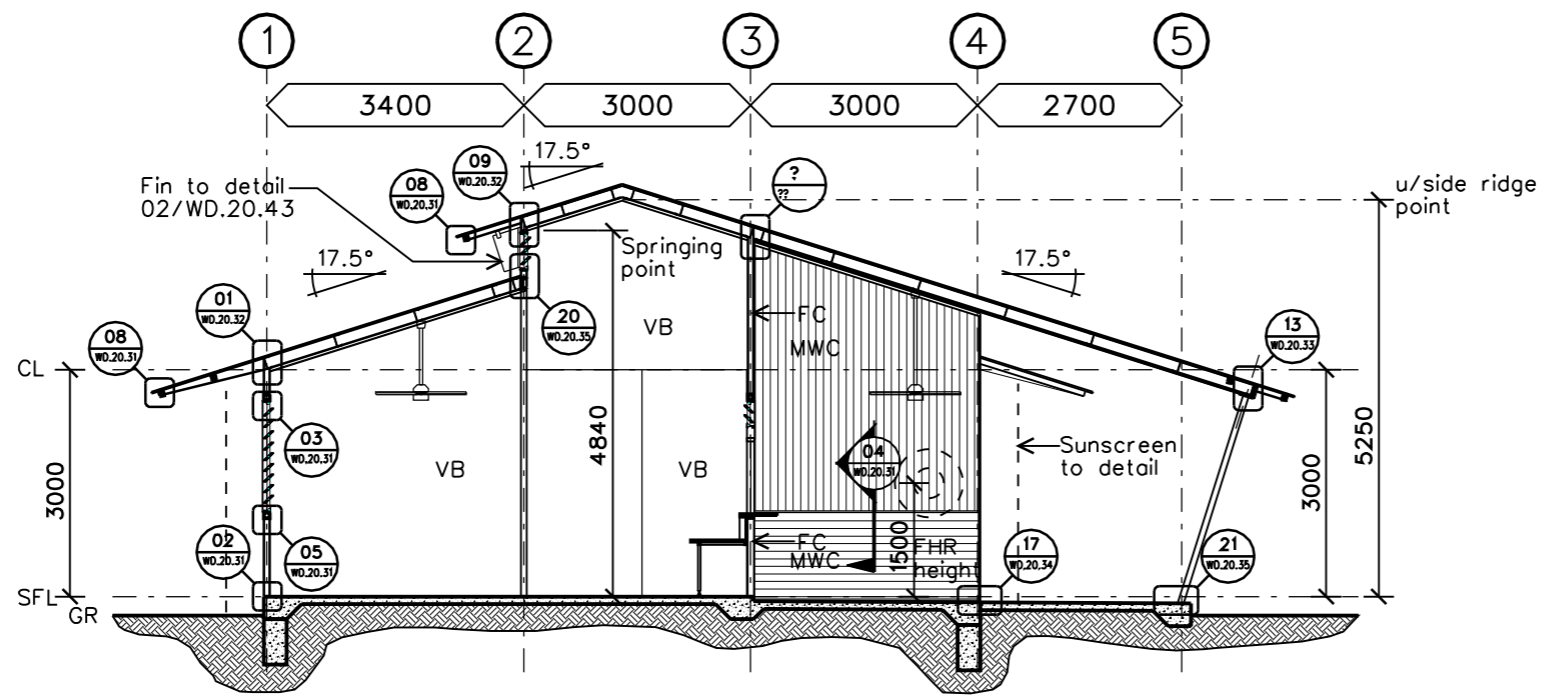 1 2 3 4 5
3400 3000 3000 2700
17.5°
09
WD.20.32
?
??
Fin to detail
02/WD.20.43
08
WD.20.31
u/side ridge
point
Springing
point
17.5°
17.5°
01
WD.20.32
20
WD.20.35
VB
FC
MWC
13
WD.20.33
08
WD.20.31
CL
03
WD.20.31
VB
VB
4840
04
WD.20.31
Sunscreen
to detail
3000
3000
5250
1500
02
WD.20.31
05
WD.20.31
FC
MWC
FHR
height
17
WD.20.34
21
WD.20.35
SFL
GR